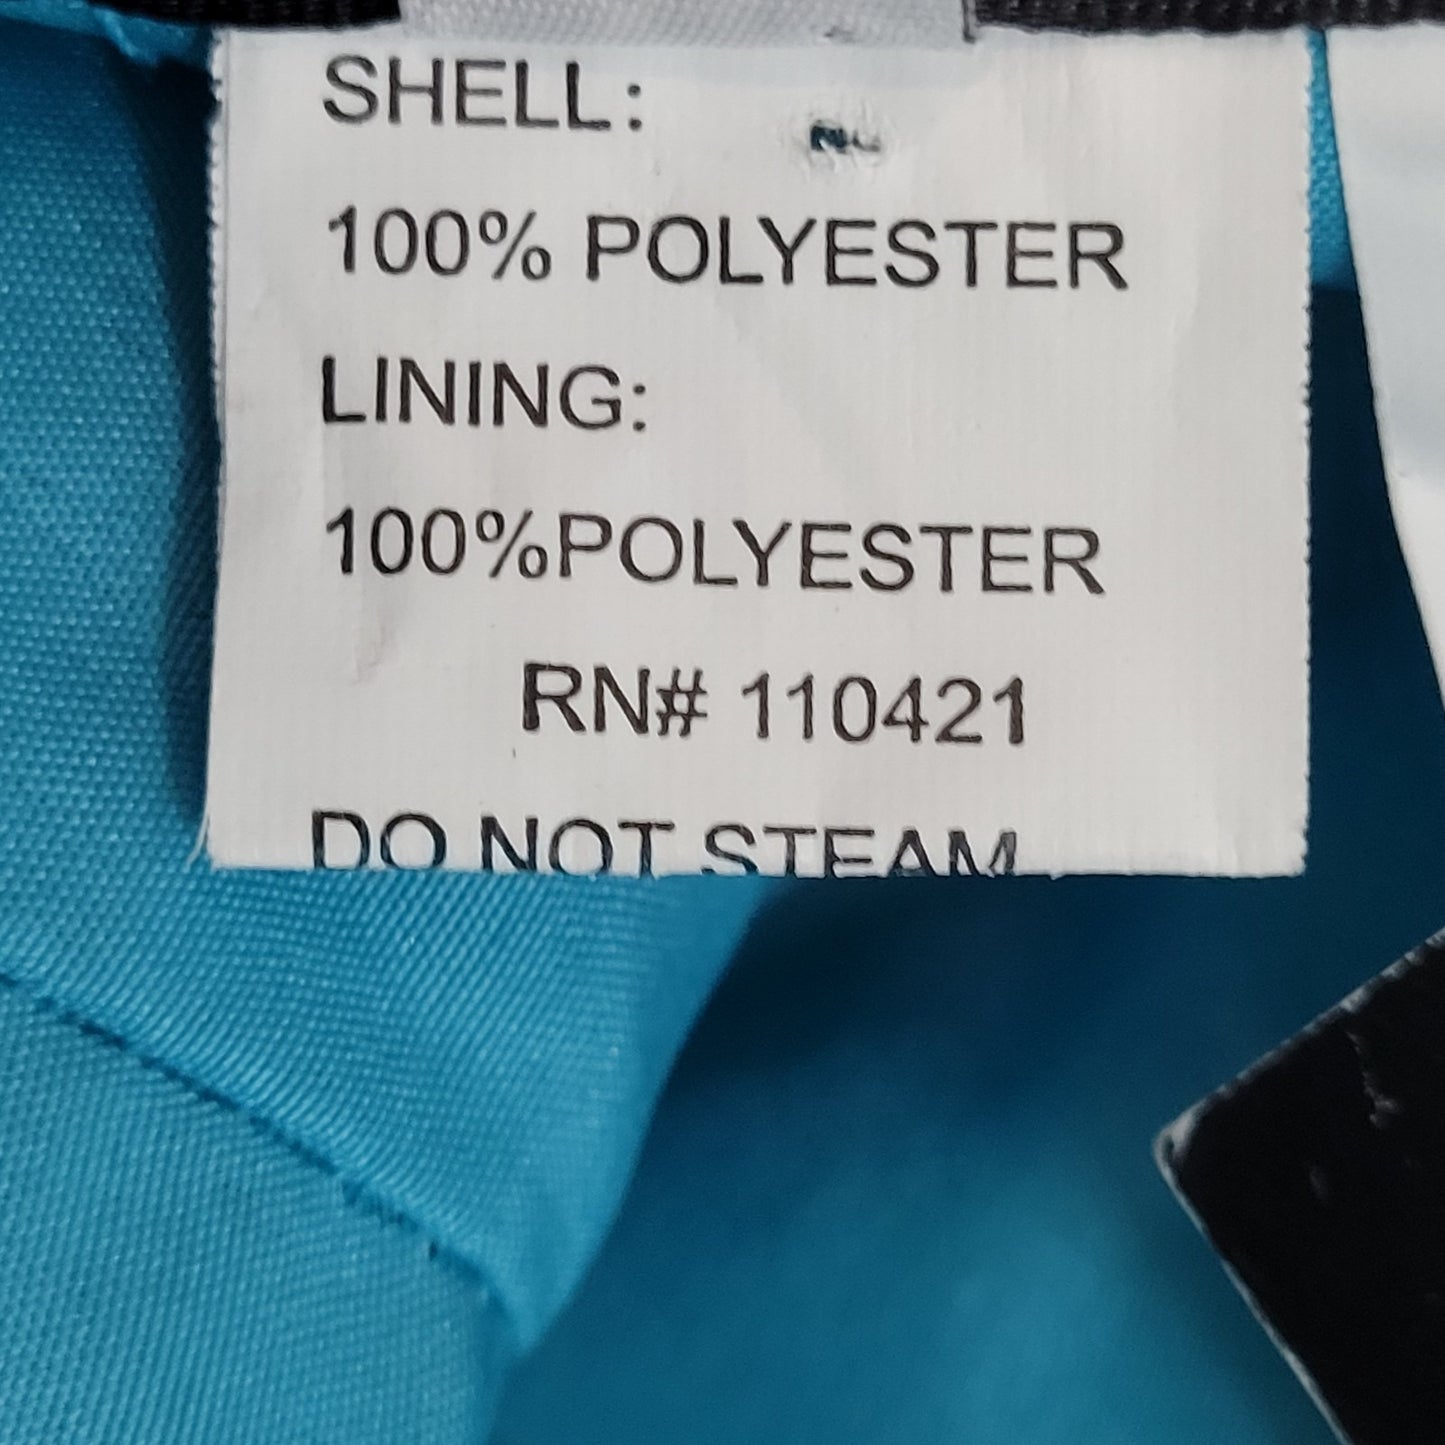 SHELL:
100% POLYESTER
LINING:
100%POLYESTER
RN# 110421
DO NOT STEAM